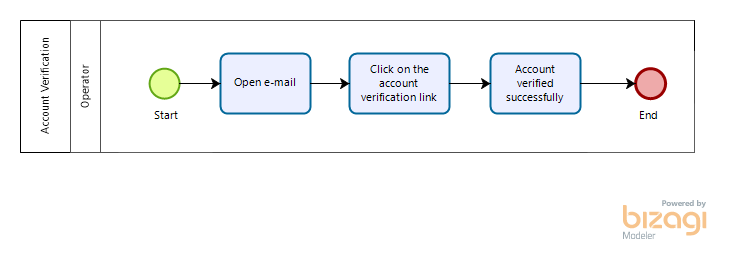 Account Verification
Operator
Start
Open e-mail
Click on the
account
verification link
Account
verified
successfully
End
Powered by
bizagi
Modeler